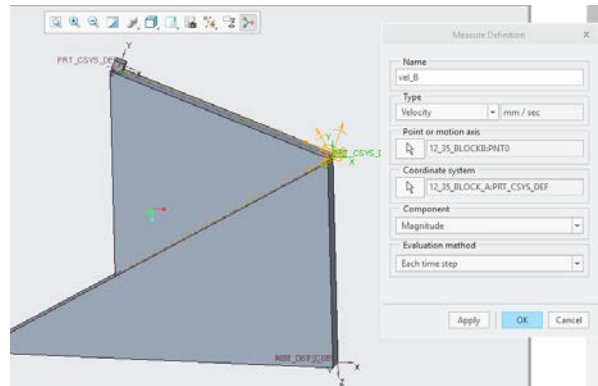 Y
PRT_CSYS_DEF
Y
PRT_CSYS_D
X
X
Z
Measure Definition
X
Name
vel_B
Type
Velocity
mm / sec
Point or motion axis
12_35_BLOCKB:PNT0
Coordinate system
12_35_BLOCK_A:PRT_CSYS_DEF
Component
Magnitude
Evaluation method
Each time step
Apply
OK
Cancel